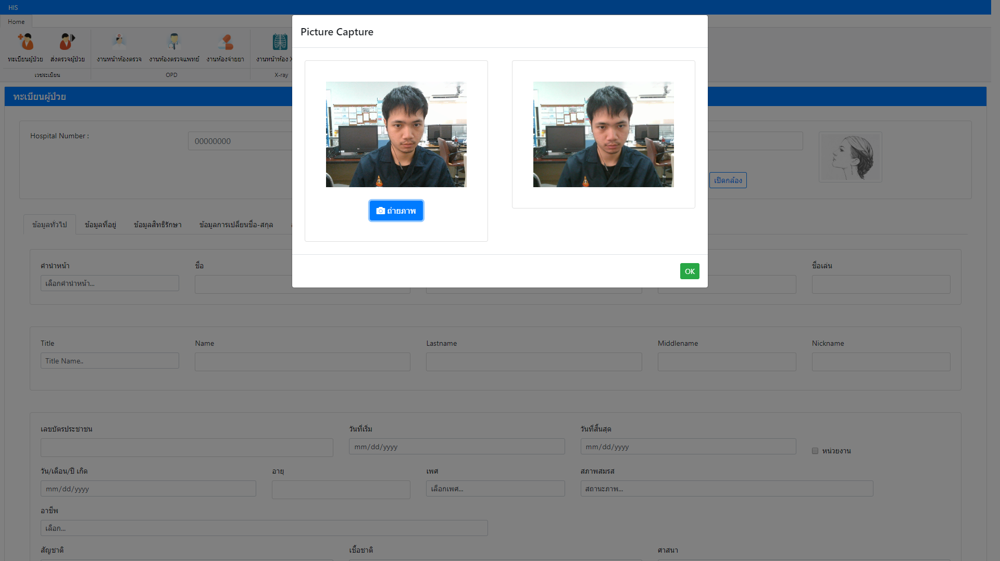 HIS
Home
ทะเบียนผู้ป่วย
ส่งตรวจผู้ป่วย
งานหน้าห้องตรวจ
งานห้องตรวจแพทย์
งานห้องจ่ายยา
งานหน้าห้อง X
เวชระเบียน
OPD
X-ray
Picture Capture
ถ่ายภาพ
OK
ทะเบียนผู้ป่วย
Hospital Number :
00000000
เปิดกล้อง
ข้อมูลทั่วไป
ข้อมูลที่อยู่
ข้อมูลสิทธิรักษา
ข้อมูลการเปลี่ยนชื่อ-สกุล
คำนำหน้า
ชื่อ
ชื่อเล่น
เลือกคำนำหน้า...
Title
Name
Lastname
Middlename
Nickname
Title Name..
เลขบัตรประชาชน
วันที่เริ่ม
วันที่สิ้นสุด
mm/dd/yyyy
mm/dd/yyyy
หน่วยงาน
วัน/เดือน/ปี เกิด
อายุ
เพศ
สภาพสมรส
mm/dd/yyyy
เลือกเพศ...
สถานะภาพ...
อาชีพ
เลือก...
สัญชาติ
เชื้อชาติ
ศาสนา